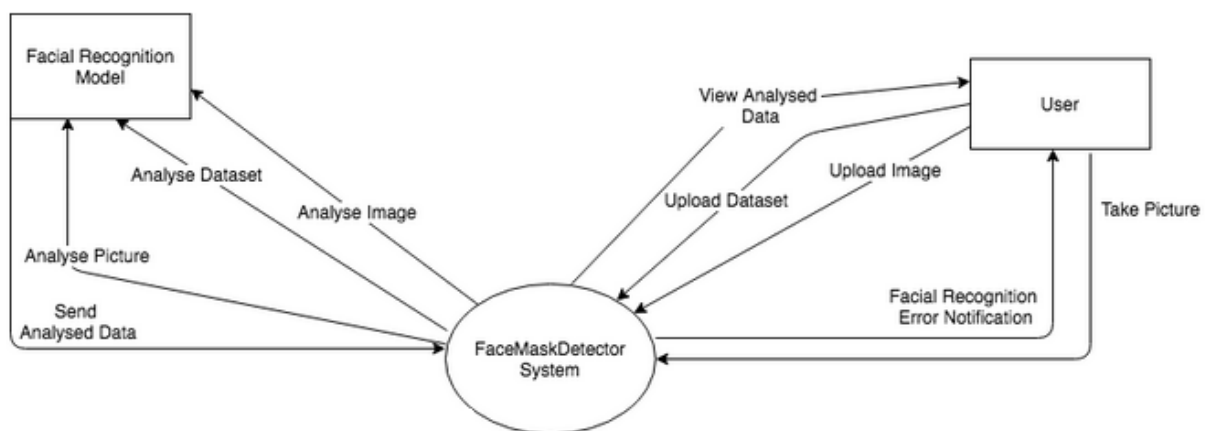 Facial Recognition
Model
View Analysed
Data
User
Analyse Dataset
Upload Image
Upload Dataset
Take Picture
Analyse Image
Analyse Picture
Facial Recognition
Error Notification
Send
Analysed Data
FaceMaskDetector
System